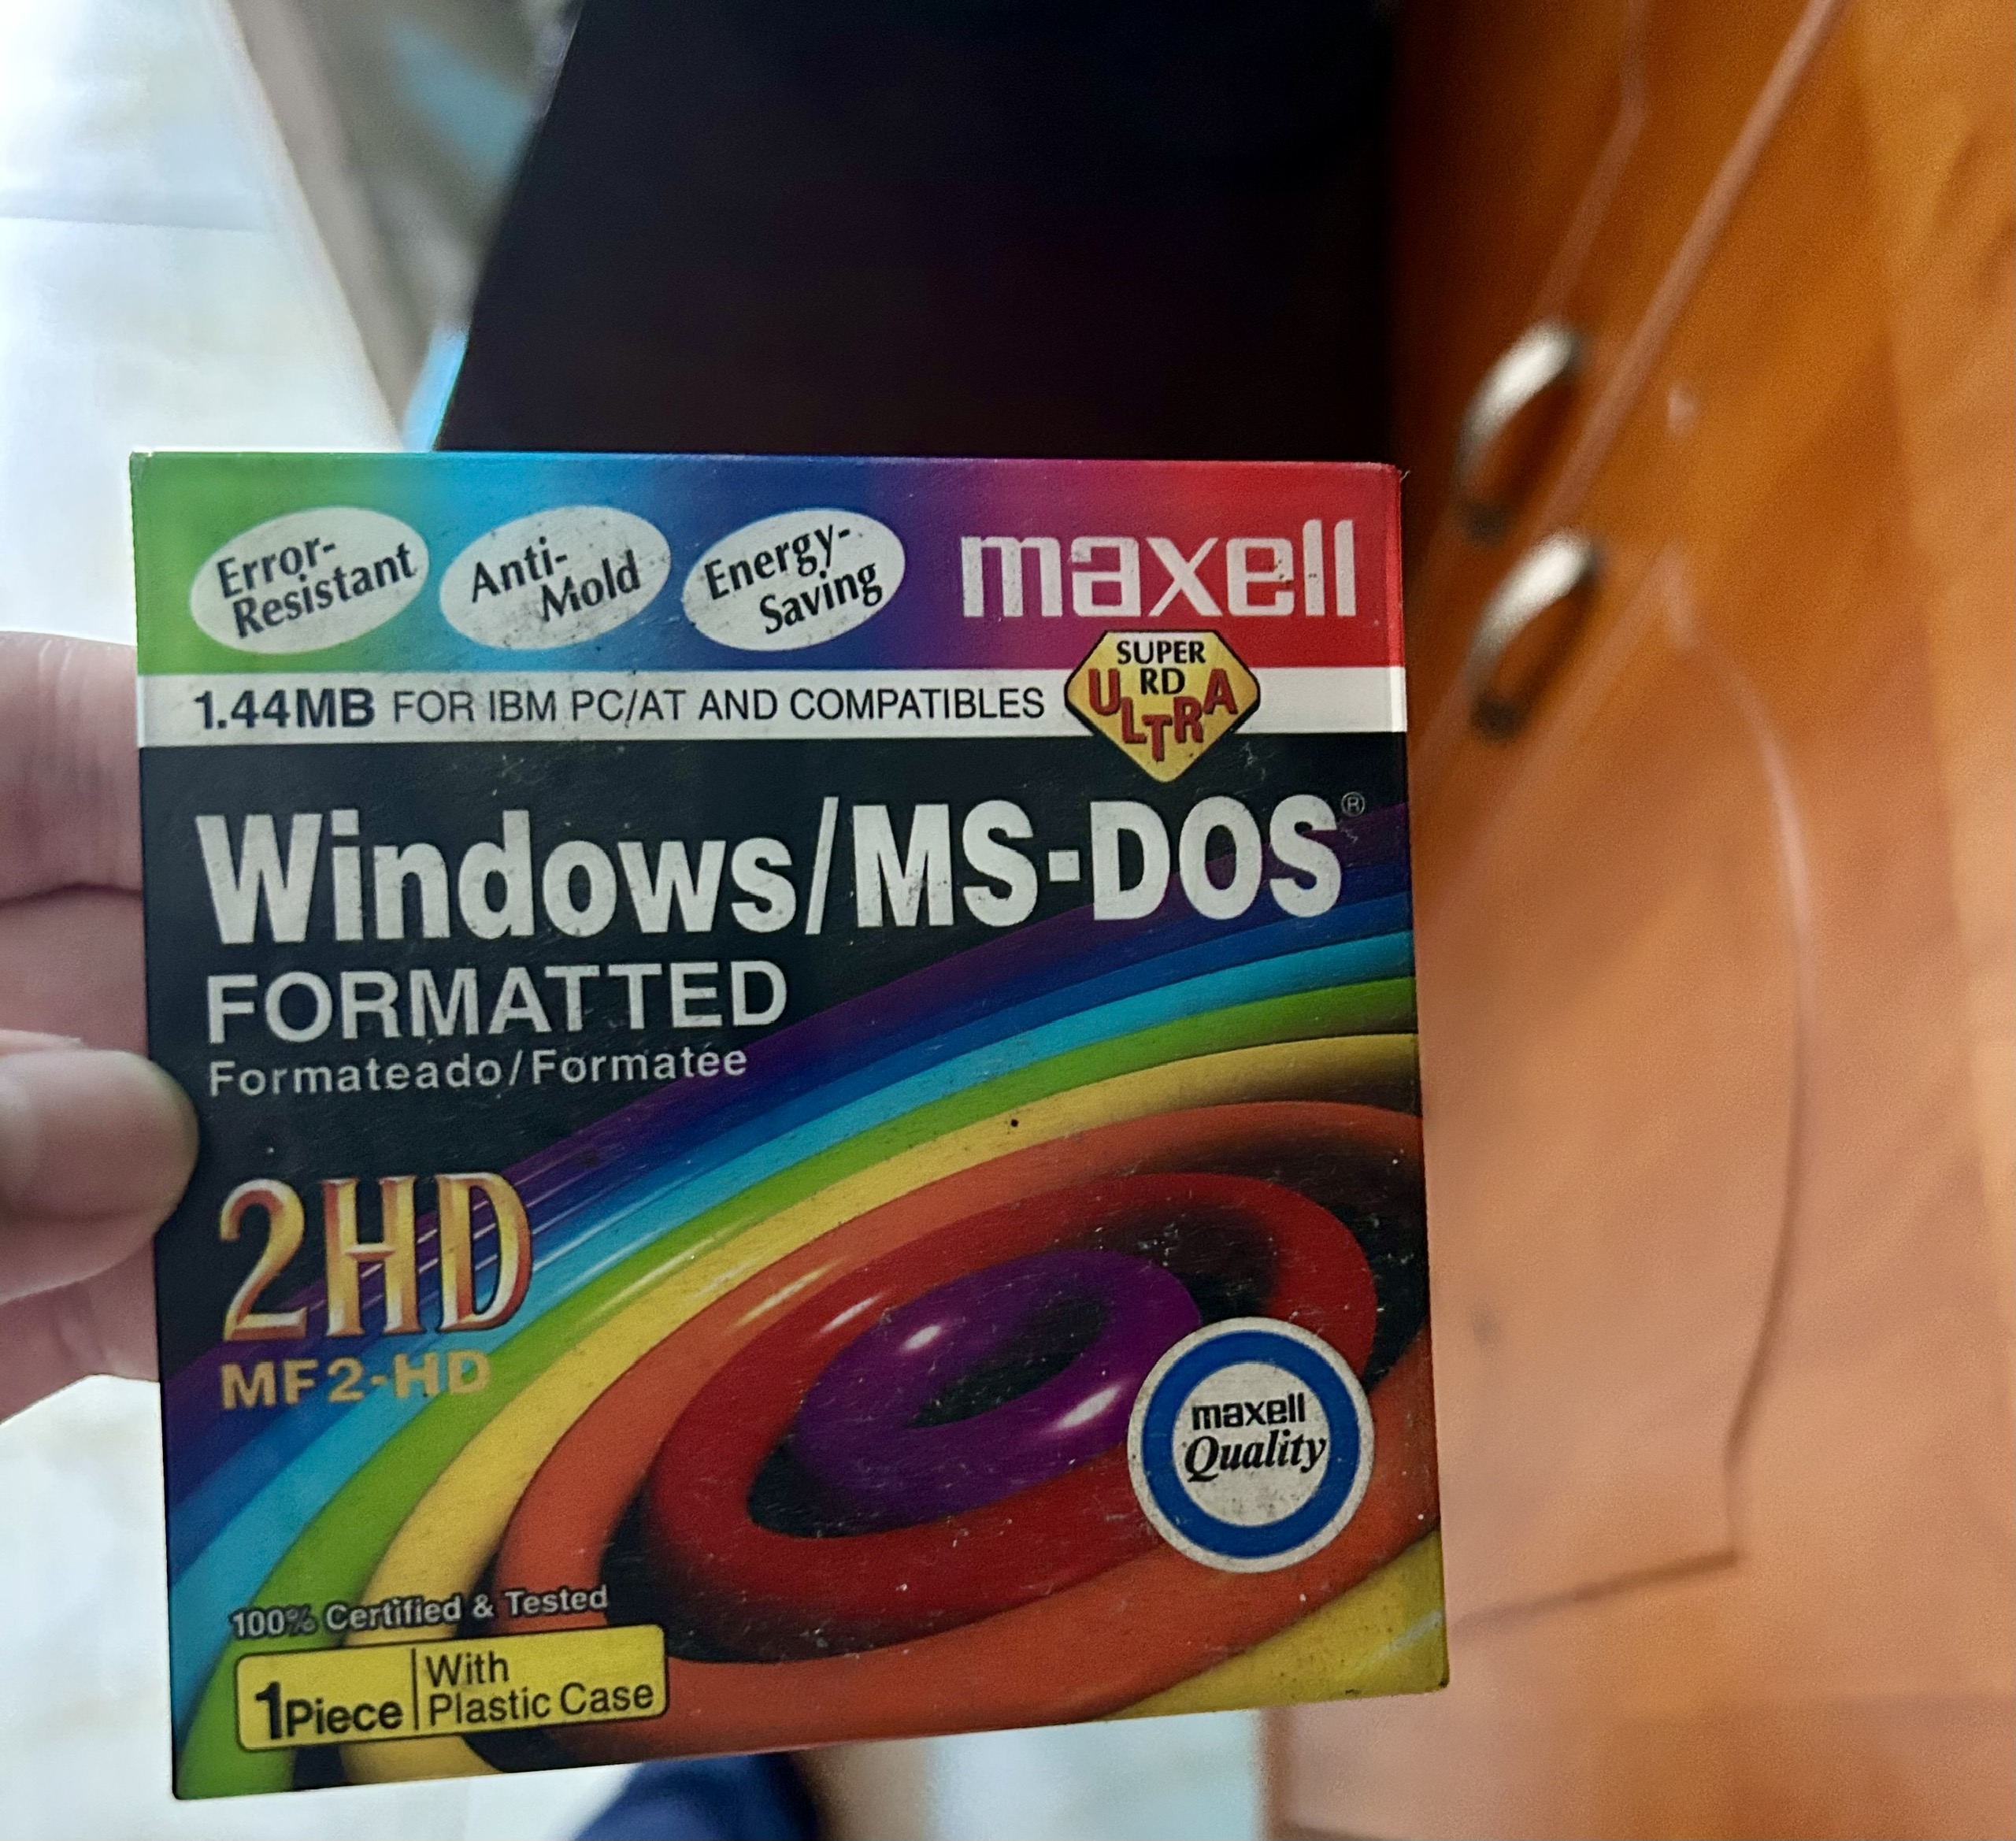 Error-
Resistant
Anti-
Mold
Energy-
Saving
maxell
1.44MB FOR IBM PC/AT AND COMPATIBLES
SUPER
RD
ULTRA
Windows/MS-DOS®
FORMATTED
Formateado/Formatée
2HD
MF2-HD
maxell
Quality
100% Certified & Tested
1Piece
With
Plastic Case